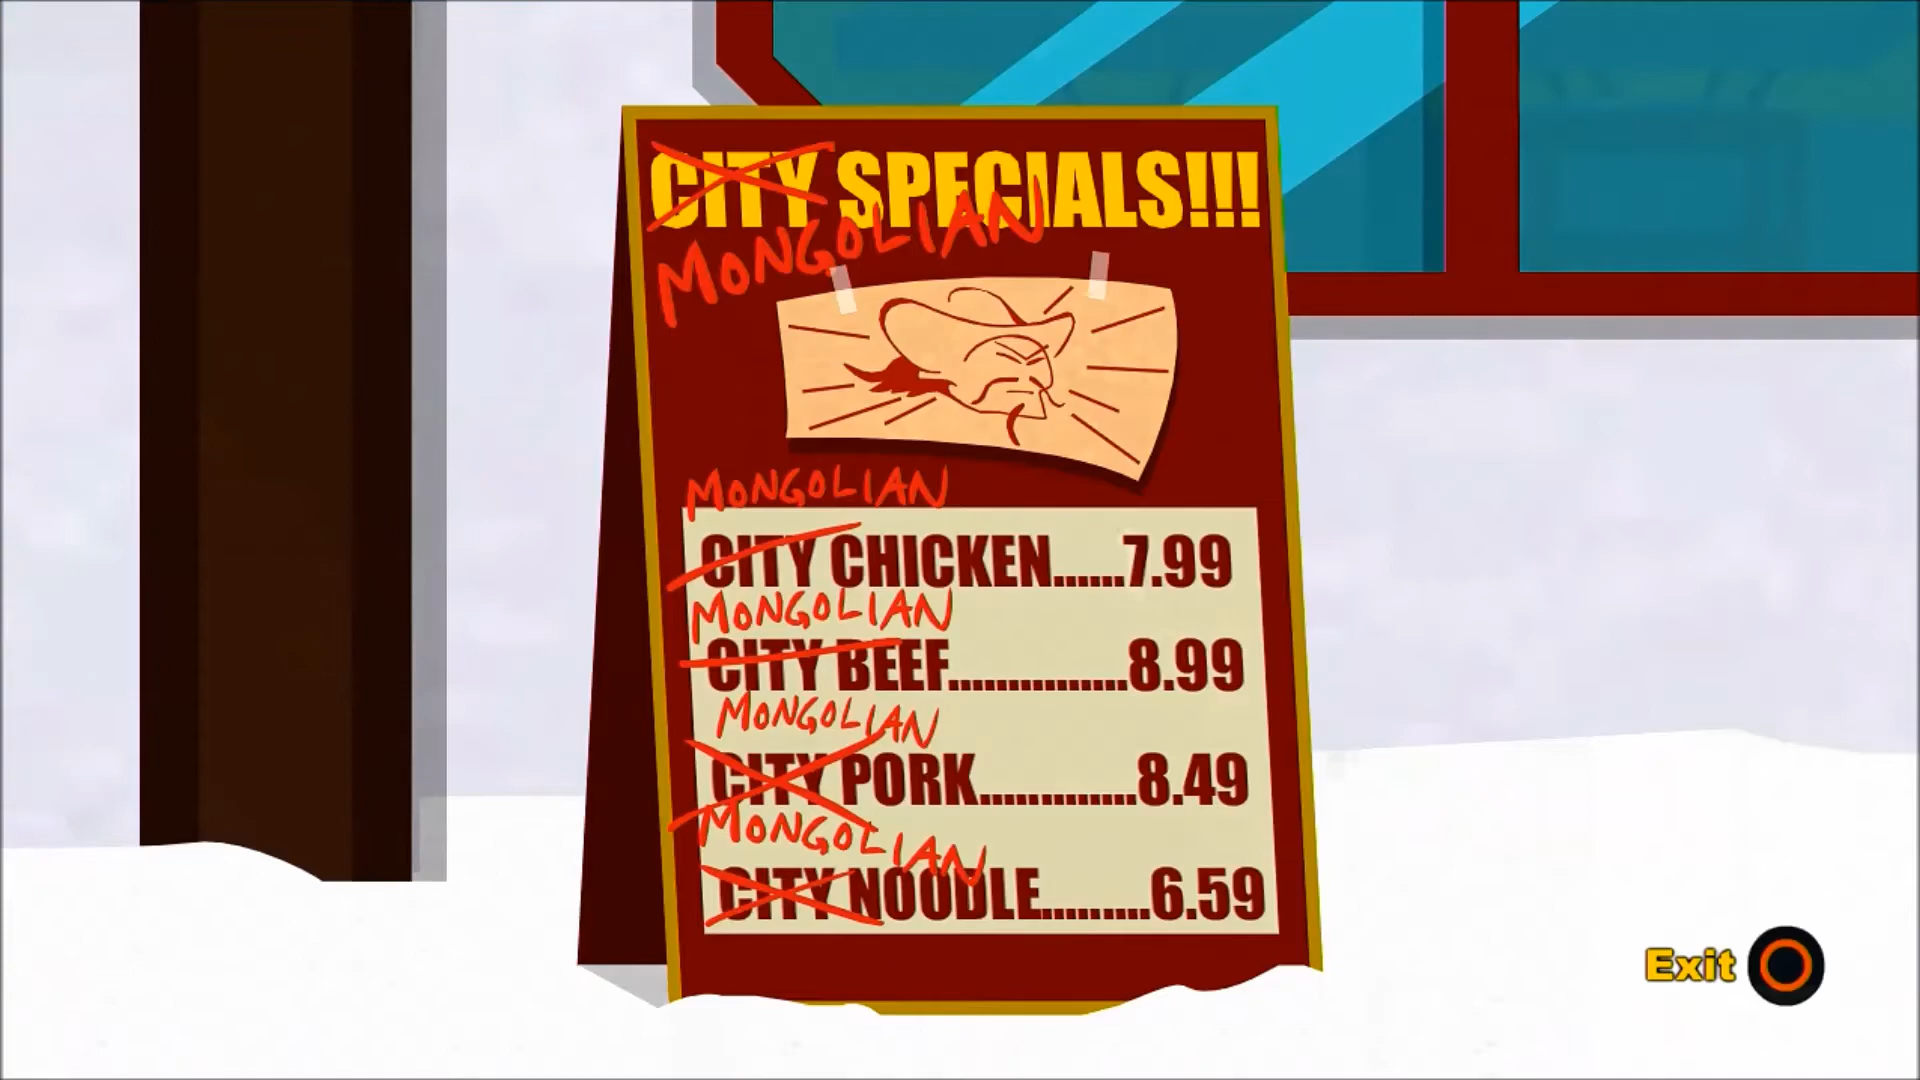 CITY SPECIALS!!!
MONGOLIAN
MONGOLIAN
CITY CHICKEN......7.99
MONGOLIAN
CITY BEEF...............8.99
MONGOLIAN
CITY PORK.............8.49
MONGOLIAN
CITY NOODLE.........6.59
Exit